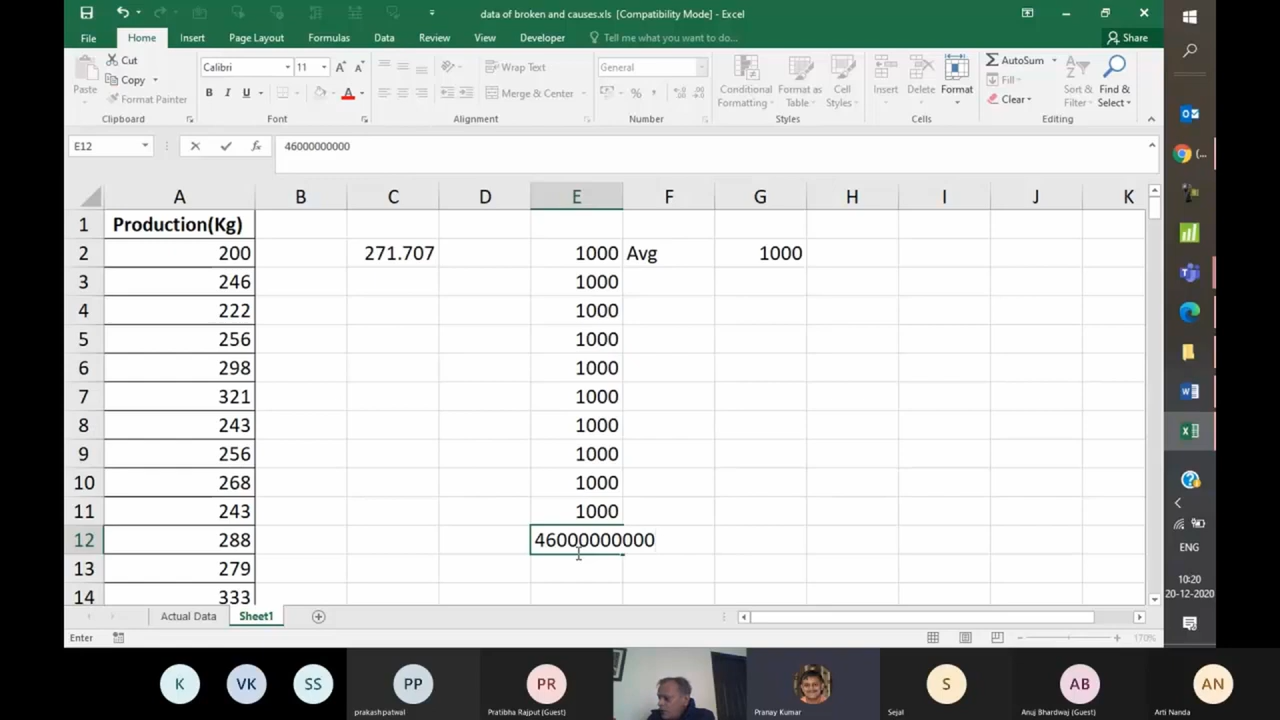 data of broken and causes.xls [Compatibility Mode] - Excel
File Home Insert Page Layout Formulas Data Review View Developer Tell me what you want to do... Share
Paste
Cut
Copy
Format Painter
Clipboard
Calibri 11 A A
B I U A
Font
Wrap Text
Merge & Center
Alignment
General
%
Number
Conditional Formatting
Format as Table
Cell Styles
Styles
Insert Delete Format
Cells
AutoSum
Fill
Clear
Sort & Filter
Find & Select
Editing
E12 fx 46000000000
A B C D E F G H I J K
1 Production(Kg)
2 200 271.707 1000 Avg 1000
3 246 1000
4 222 1000
5 256 1000
6 298 1000
7 321 1000
8 243 1000
9 256 1000
10 268 1000
11 243 1000
12 288 46000000000
13 279
14 333
Actual Data Sheet1
Enter 170%
ENG
10:20
20-12-2020
K VK SS PP PR S AB AN
prakash patwal Pratibha Rajput (Guest) Pranay Kumar Sejal Anuj Bhardwaj (Guest) Arti Nanda